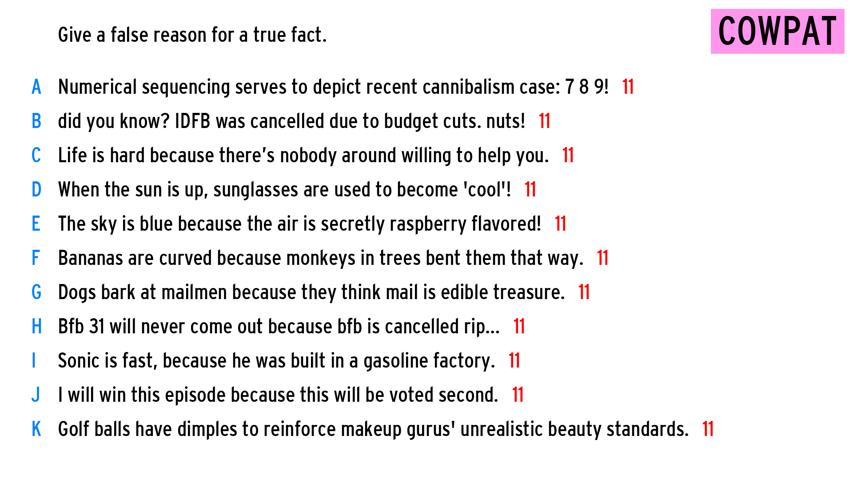 Give a false reason for a true fact.
COWPAT
A Numerical sequencing serves to depict recent cannibalism case: 7 8 9! 11
B did you know? IDFB was cancelled due to budget cuts. nuts! 11
C Life is hard because there's nobody around willing to help you. 11
D When the sun is up, sunglasses are used to become 'cool'! 11
E The sky is blue because the air is secretly raspberry flavored! 11
F Bananas are curved because monkeys in trees bent them that way. 11
G Dogs bark at mailmen because they think mail is edible treasure. 11
H Bfb 31 will never come out because bfb is cancelled rip... 11
I Sonic is fast, because he was built in a gasoline factory. 11
J I will win this episode because this will be voted second. 11
K Golf balls have dimples to reinforce makeup gurus' unrealistic beauty standards. 11